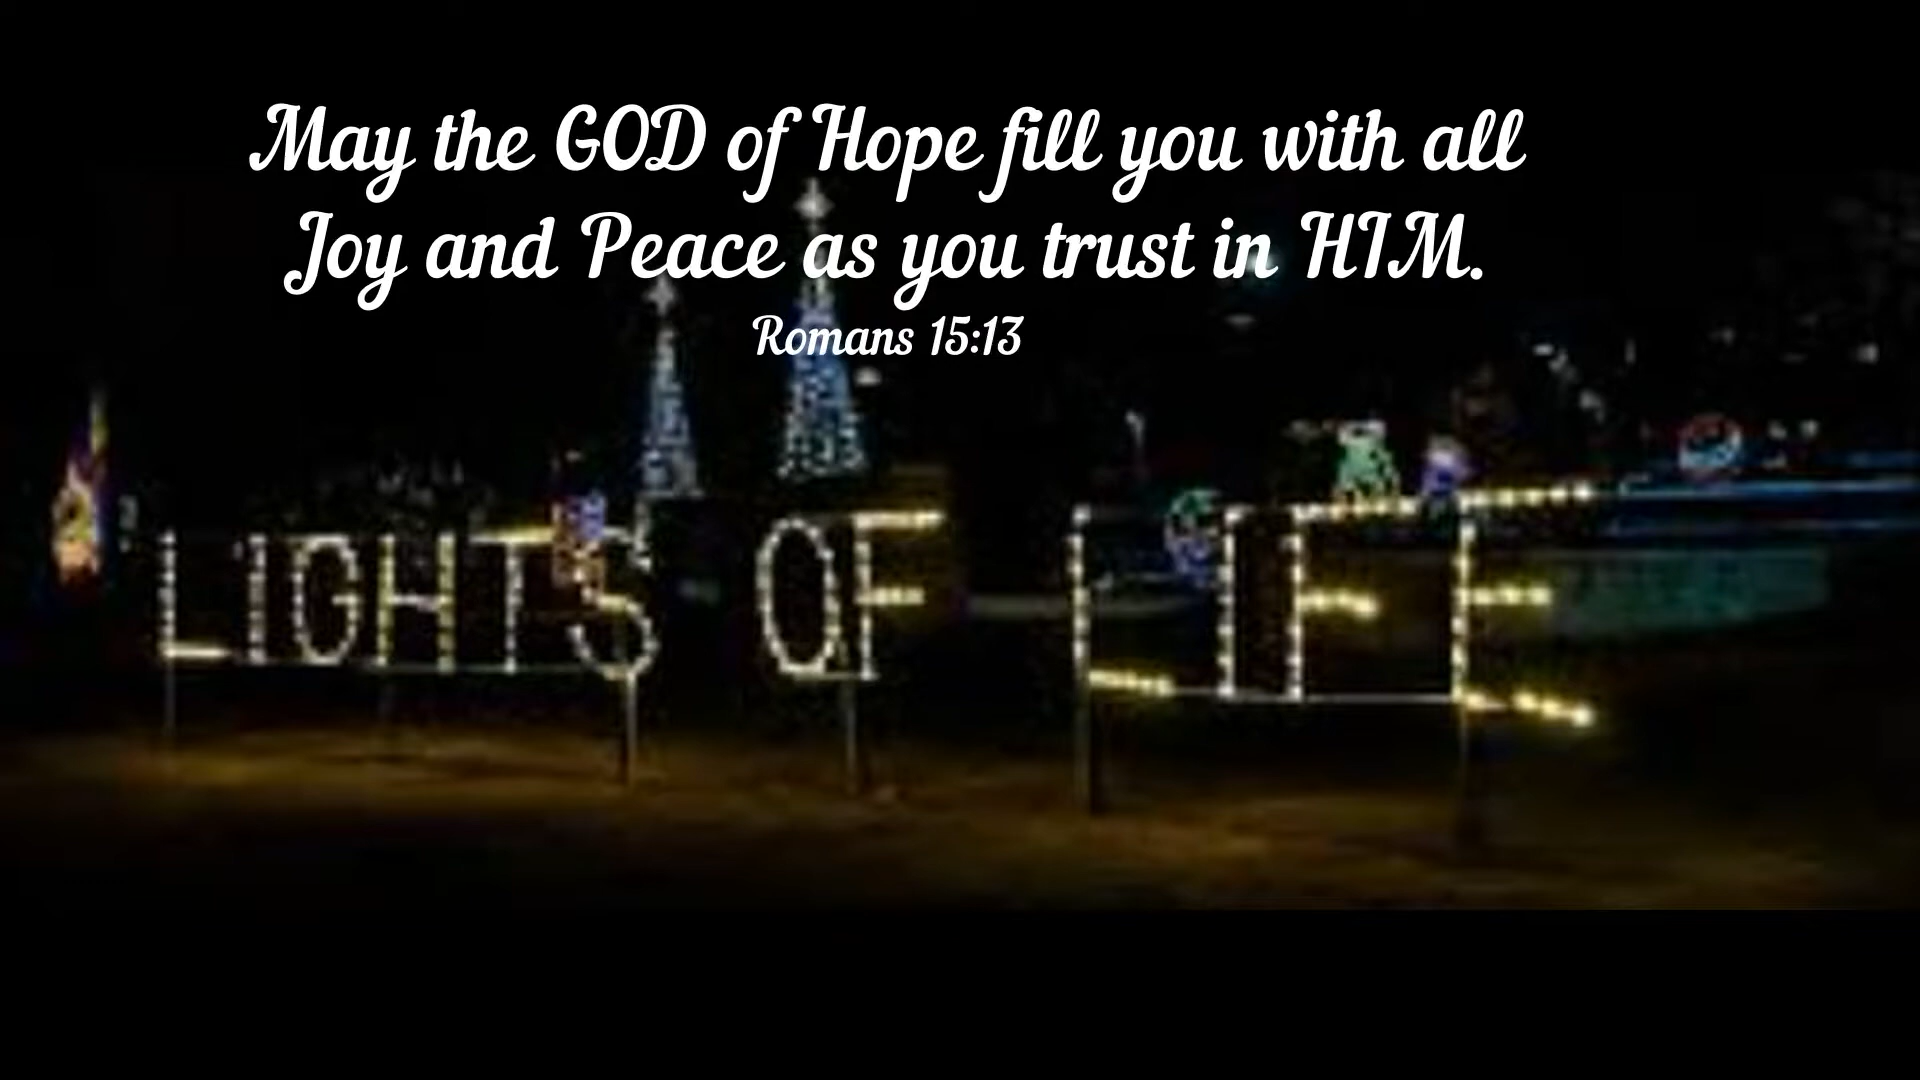 May the GOD of Hope fill you with all
Joy and Peace as you trust in HIM.
Romans 15:13
LIGHTS OF LIFE